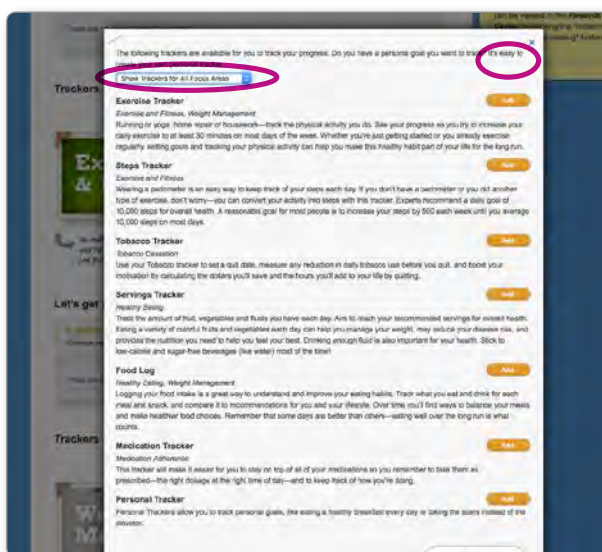 can be viewed in the Rewards
The following trackers are available for you to track your progress. Do you have a personal goal you want to track? It's easy to
create your own personal tracker.
Show Trackers for All Focus Areas
Trackers
Exercise Tracker
Add
Exercise and Fitness, Weight Management
Running or yoga, home repair or housework—track the physical activity you do. See your progress as you try to increase your
daily exercise to at least 30 minutes on most days of the week. Whether you're just getting started or you already exercise
regularly, setting goals and tracking your physical activity can help you make this healthy habit part of your life for the long run.
Ex
&
Steps Tracker
Add
Exercise and Fitness
Wearing a pedometer is an easy way to keep track of your steps each day. If you don't have a pedometer or you did another
type of exercise, don't worry—you can convert your activity into steps with this tracker. Experts recommend a daily goal of
10,000 steps for overall health. A reasonable goal for most people is to increase your steps by 500 each week until you average
10,000 steps on most days.
Tobacco Tracker
Add
Tobacco Cessation
Use your Tobacco tracker to set a quit date, measure any reduction in daily tobacco use before you quit, and boost your
motivation by calculating the dollars you'll save and the hours you'll add to your life by quitting.
Let's get
Servings Tracker
Add
Healthy Eating
Track the amount of fruit, vegetables and fluids you have each day. Aim to reach your recommended servings for overall health.
Eating a variety of colorful fruits and vegetables each day can help you manage your weight, may reduce your disease risk, and
provides the nutrition you need to help you feel your best. Drinking enough fluid is also important for your health. Stick to
low-calorie and sugar-free beverages (like water) most of the time!
Food Log
Add
Healthy Eating, Weight Management
Logging your food intake is a great way to understand and improve your eating habits. Track what you eat and drink for each
meal and snack, and compare it to recommendations for you and your lifestyle. Over time you'll find ways to balance your meals
and make healthier food choices. Remember that some days are better than others—eating well over the long run is what
counts.
Trackers
Medication Tracker
Add
Medication Adherence
This tracker will make it easier for you to stay on top of all of your medications so you remember to take them as
prescribed—the right dosage at the right time of day—and to keep track of how you're doing.
Personal Tracker
Add
Personal Trackers allow you to track personal goals, like eating a healthy breakfast every day or taking the stairs instead of the
elevator.